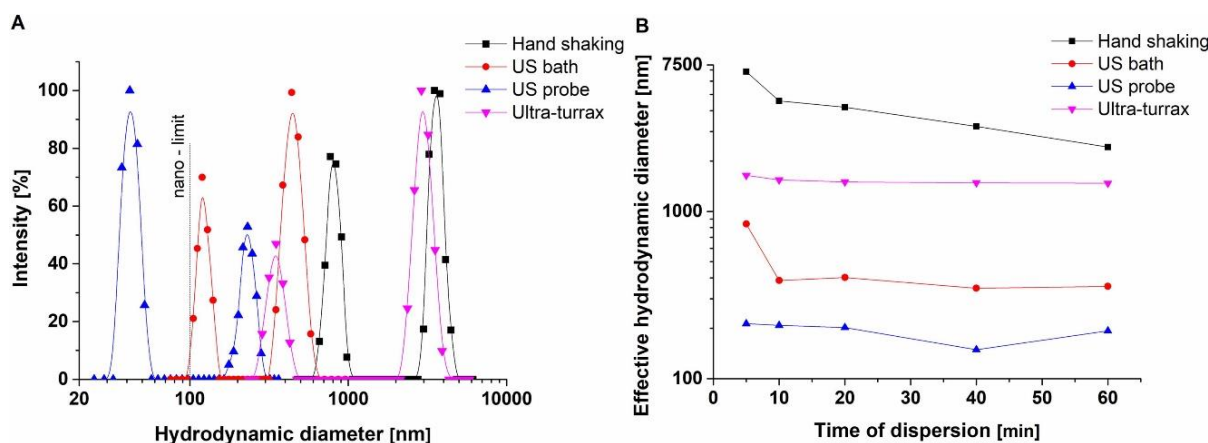 A
Hand shaking
US bath
US probe
Ultra-turrax
100
80
60
40
20
0
Intensity [%]
nano - limit
20
100
1000
10000
Hydrodynamic diameter [nm]
B
Hand shaking
US bath
US probe
Ultra-turrax
7500
1000
100
Effective hydrodynamic diameter [nm]
0
10
20
30
40
50
60
Time of dispersion [min]